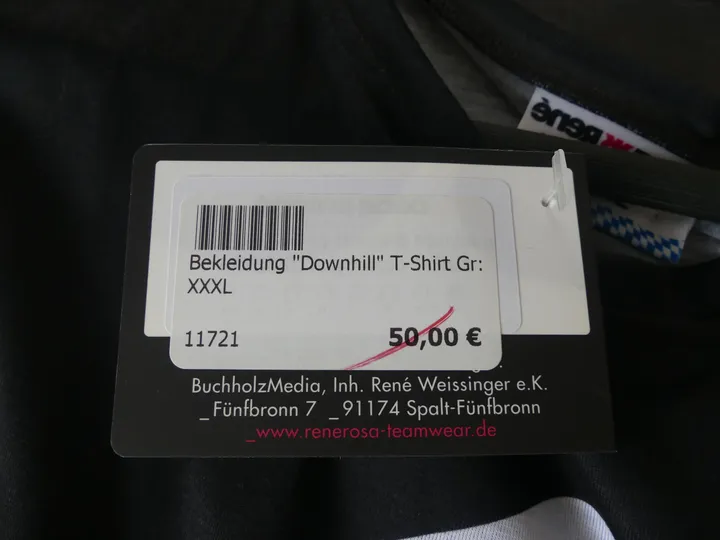 René
Bekleidung "Downhill" T-Shirt Gr:
XXXL
11721 50,00 €
BuchholzMedia, Inh. René Weissinger e.K.
_Fünfbronn 7 _91174 Spalt-Fünfbronn
_www.renerosa-teamwear.de